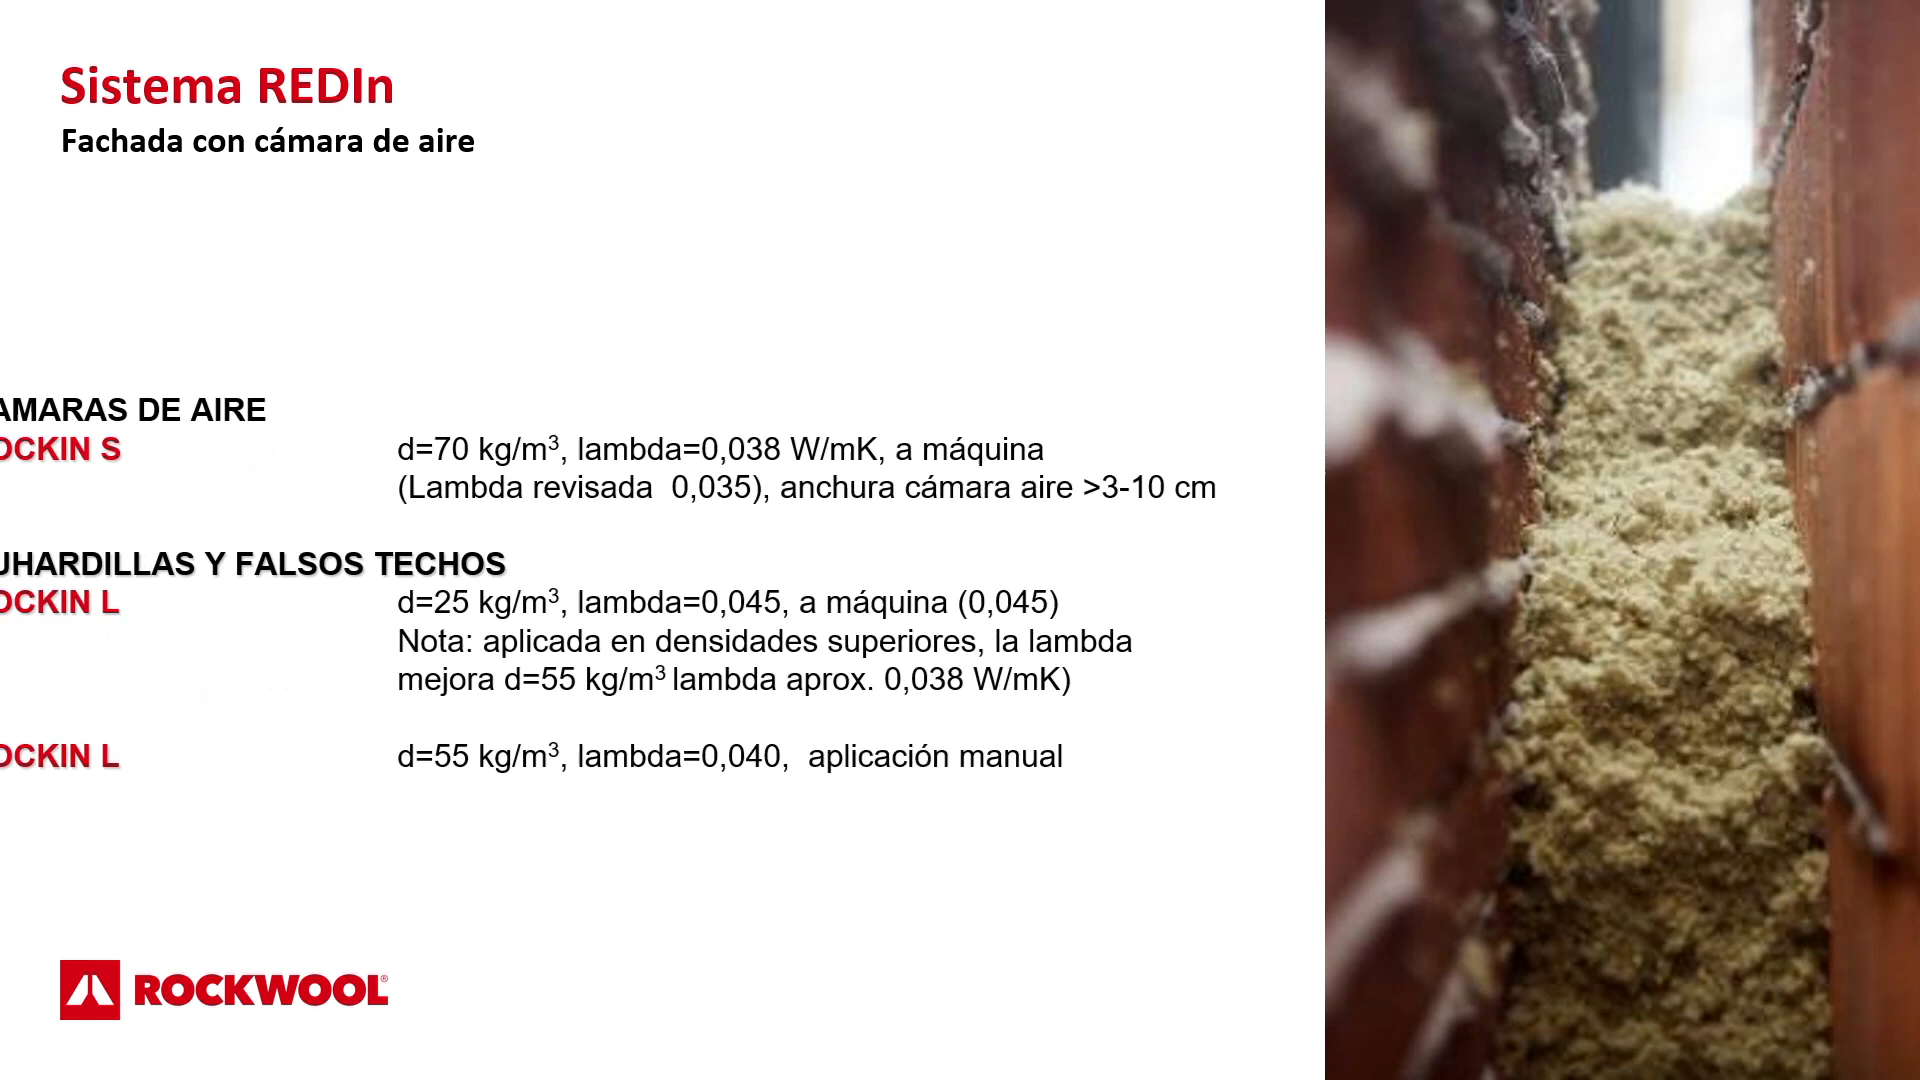 Sistema REDIn
Fachada con cámara de aire
AMARAS DE AIRE
OCKIN S d=70 kg/m³, lambda=0,038 W/mK, a máquina
(Lambda revisada 0,035), anchura cámara aire >3-10 cm
UHARDILLAS Y FALSOS TECHOS
OCKIN L d=25 kg/m³, lambda=0,045, a máquina (0,045)
Nota: aplicada en densidades superiores, la lambda
mejora d=55 kg/m³ lambda aprox. 0,038 W/mK)
OCKIN L d=55 kg/m³, lambda=0,040, aplicación manual
ROCKWOOL®